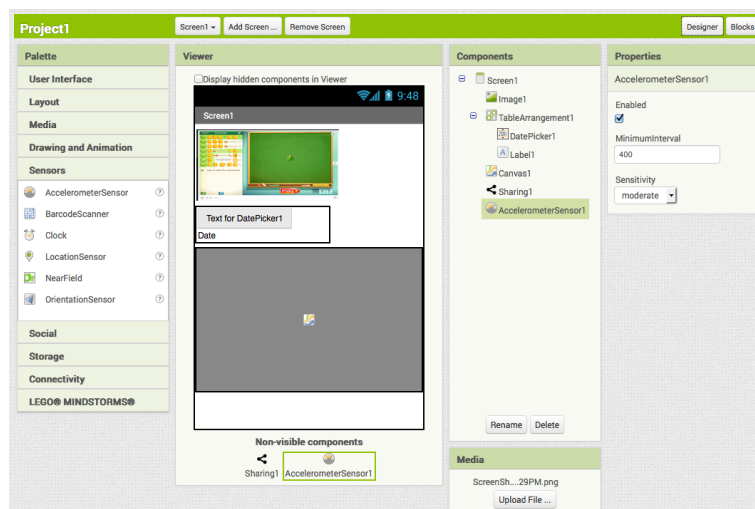 Project1
Screen1 Add Screen ... Remove Screen
Designer Blocks
Palette
User Interface
Layout
Media
Drawing and Animation
Sensors
AccelerometerSensor ?
BarcodeScanner ?
Clock ?
LocationSensor ?
NearField ?
OrientationSensor ?
Social
Storage
Connectivity
LEGO® MINDSTORMS®
Viewer
Display hidden components in Viewer
9:48
Screen1
Text for DatePicker1
Date
Non-visible components
Sharing1 AccelerometerSensor1
Components
Screen1
Image1
TableArrangement1
DatePicker1
A Label1
Canvas1
Sharing1
AccelerometerSensor1
Rename Delete
Media
ScreenSh....29PM.png
Upload File ...
Properties
AccelerometerSensor1
Enabled
MinimumInterval
400
Sensitivity
moderate